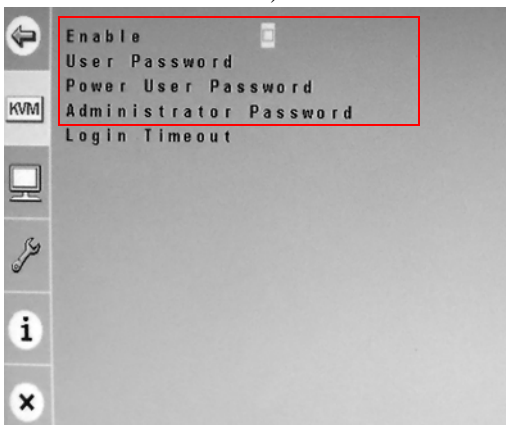 Enable
User Password
Power User Password
KVM
Administrator Password
Login Timeout
i